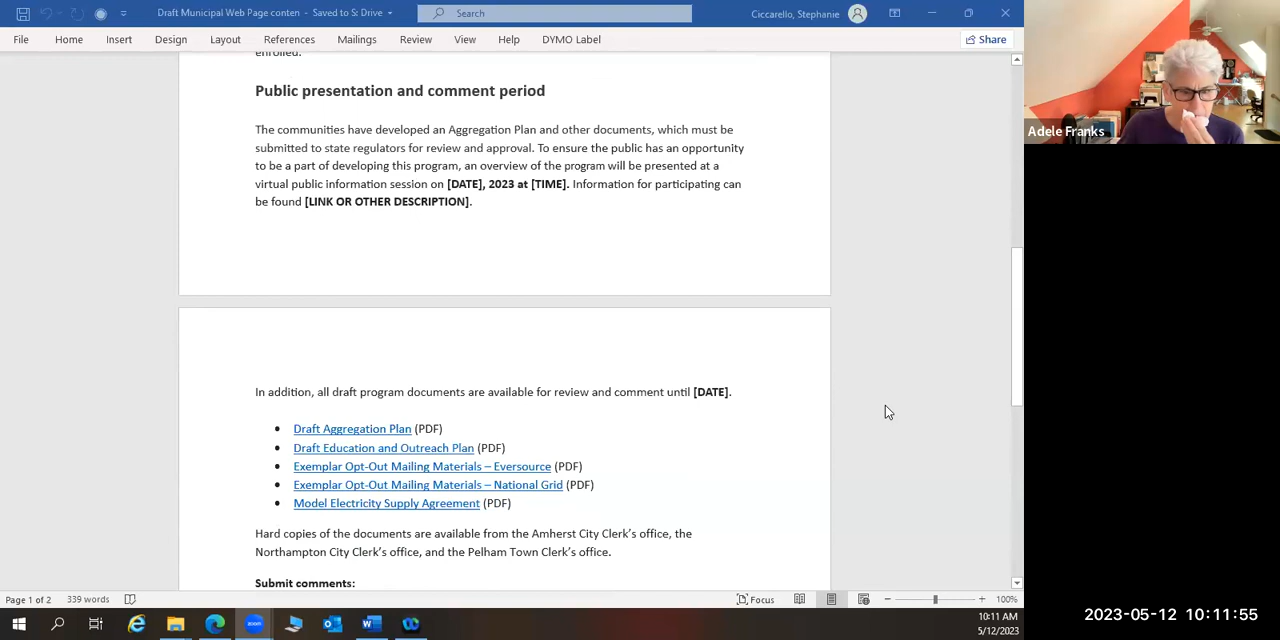 Draft Municipal Web Page conten - Saved to S: Drive
Search
Ciccarello, Stephanie
File Home Insert Design Layout References Mailings Review View Help DYMO Label Share
enrolled.
Public presentation and comment period
The communities have developed an Aggregation Plan and other documents, which must be
submitted to state regulators for review and approval. To ensure the public has an opportunity
to be a part of developing this program, an overview of the program will be presented at a
virtual public information session on [DATE], 2023 at [TIME]. Information for participating can
be found [LINK OR OTHER DESCRIPTION].
In addition, all draft program documents are available for review and comment until [DATE].
• Draft Aggregation Plan (PDF)
• Draft Education and Outreach Plan (PDF)
• Exemplar Opt-Out Mailing Materials – Eversource (PDF)
• Exemplar Opt-Out Mailing Materials – National Grid (PDF)
• Model Electricity Supply Agreement (PDF)
Hard copies of the documents are available from the Amherst City Clerk's office, the
Northampton City Clerk's office, and the Pelham Town Clerk's office.
Submit comments:
Page 1 of 2 339 words Focus 100%
zoom
10:11 AM
5/12/2023
Adele Franks
2023-05-12 10:11:55